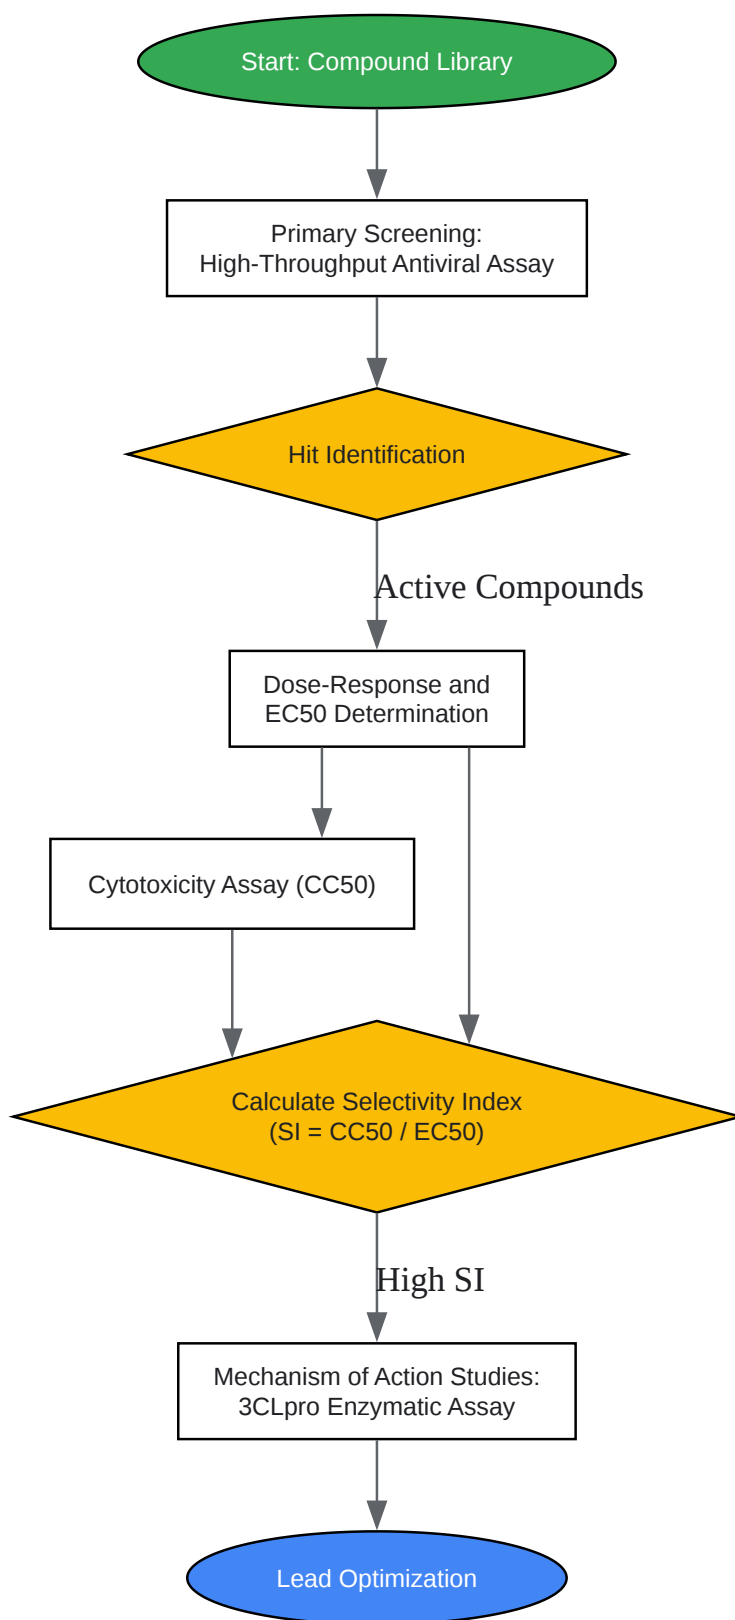 Start: Compound Library
Primary Screening:
High-Throughput Antiviral Assay
Hit Identification
Active Compounds
Dose-Response and
EC50 Determination
Cytotoxicity Assay (CC50)
Calculate Selectivity Index
(SI = CC50 / EC50)
High SI
Mechanism of Action Studies:
3CLpro Enzymatic Assay
Lead Optimization